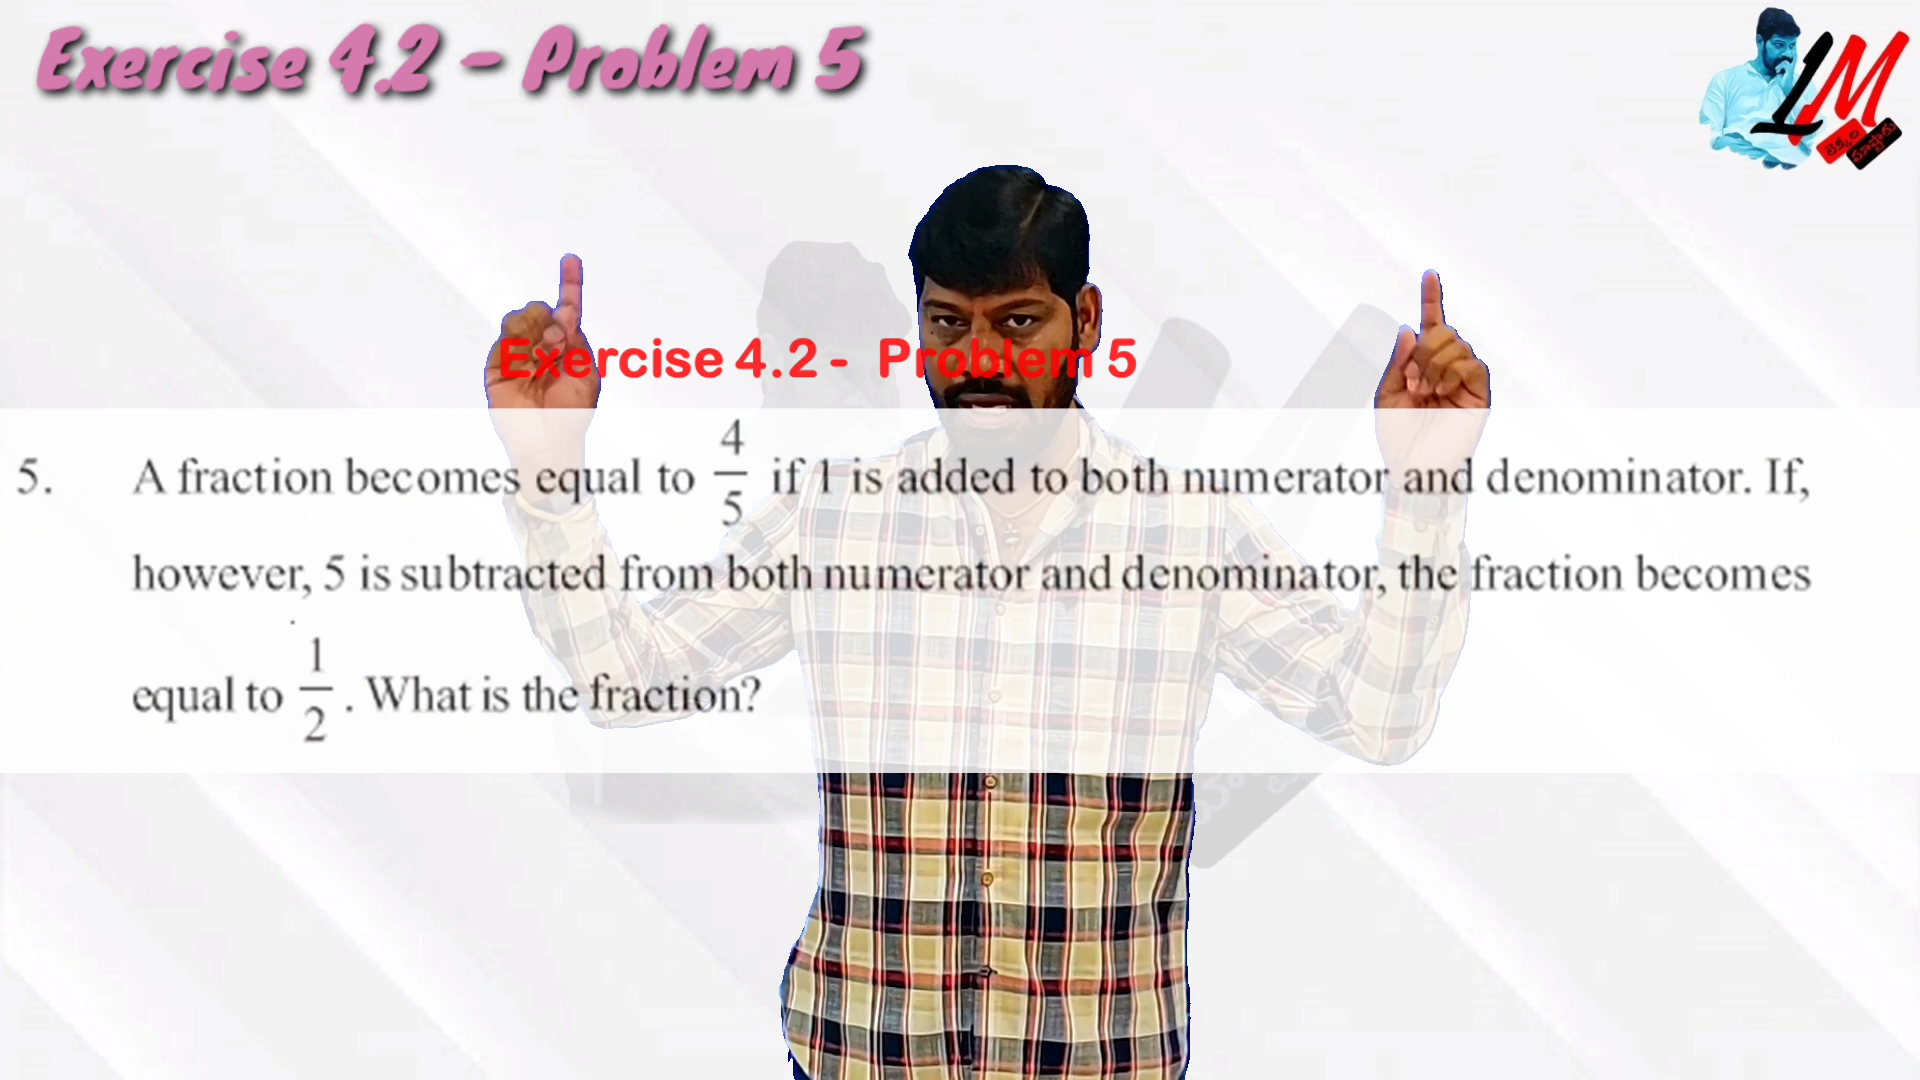 Exercise 4.2 - Problem 5
LM
లెక్కల
మాస్టారు
Exercise 4.2 - Problem 5
5. A fraction becomes equal to 4/5 if 1 is added to both numerator and denominator. If,
however, 5 is subtracted from both numerator and denominator, the fraction becomes
equal to 1/2. What is the fraction?